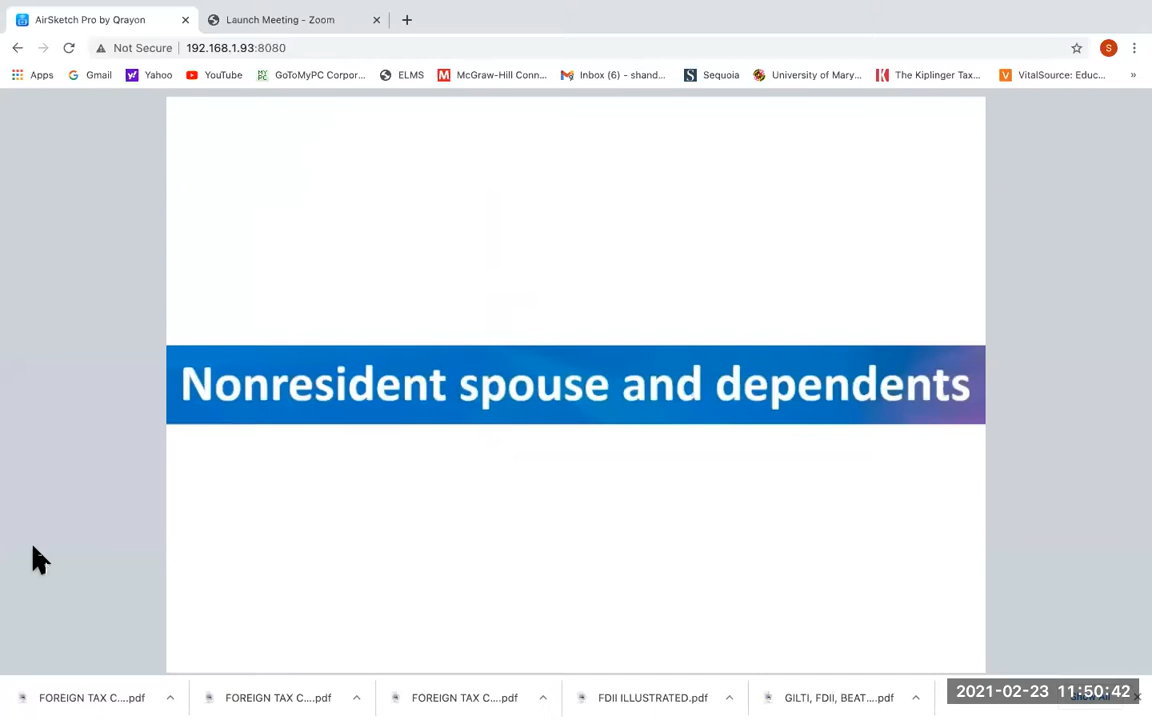 AirSketch Pro by Qrayon
Launch Meeting - Zoom
Not Secure 192.168.1.93:8080
S
Apps Gmail Yahoo YouTube GoToMyPC Corpor... ELMS McGraw-Hill Conn... Inbox (6) - shand... Sequoia University of Mary... The Kiplinger Tax... VitalSource: Educ... »
Nonresident spouse and dependents
FOREIGN TAX C....pdf FOREIGN TAX C....pdf FOREIGN TAX C....pdf FDII ILLUSTRATED.pdf GILTI, FDII, BEAT....pdf
2021-02-23 11:50:42